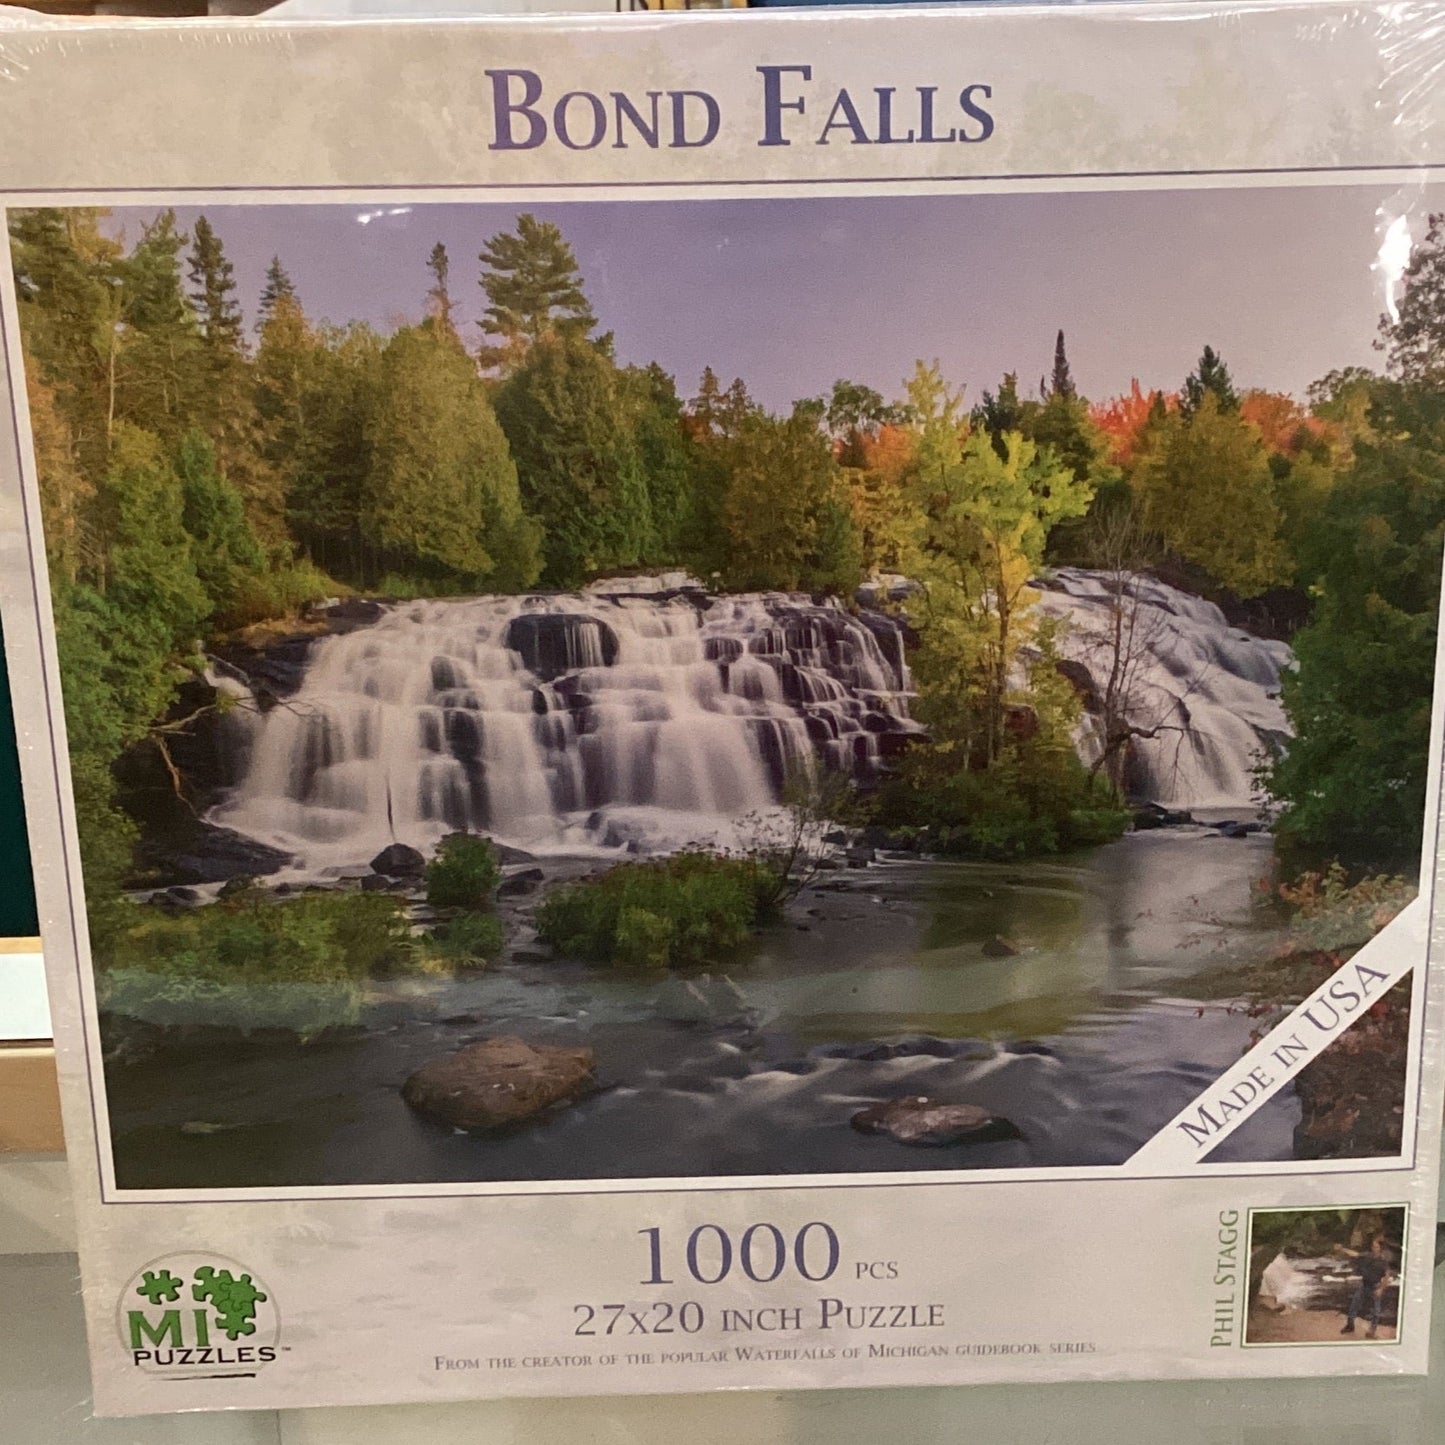 BOND FALLS
MADE IN USA
1000 PCS
27X20 INCH PUZZLE
FROM THE CREATOR OF THE POPULAR WATERFALLS OF MICHIGAN GUIDEBOOK SERIES
MI
PUZZLES™
PHIL STAGG